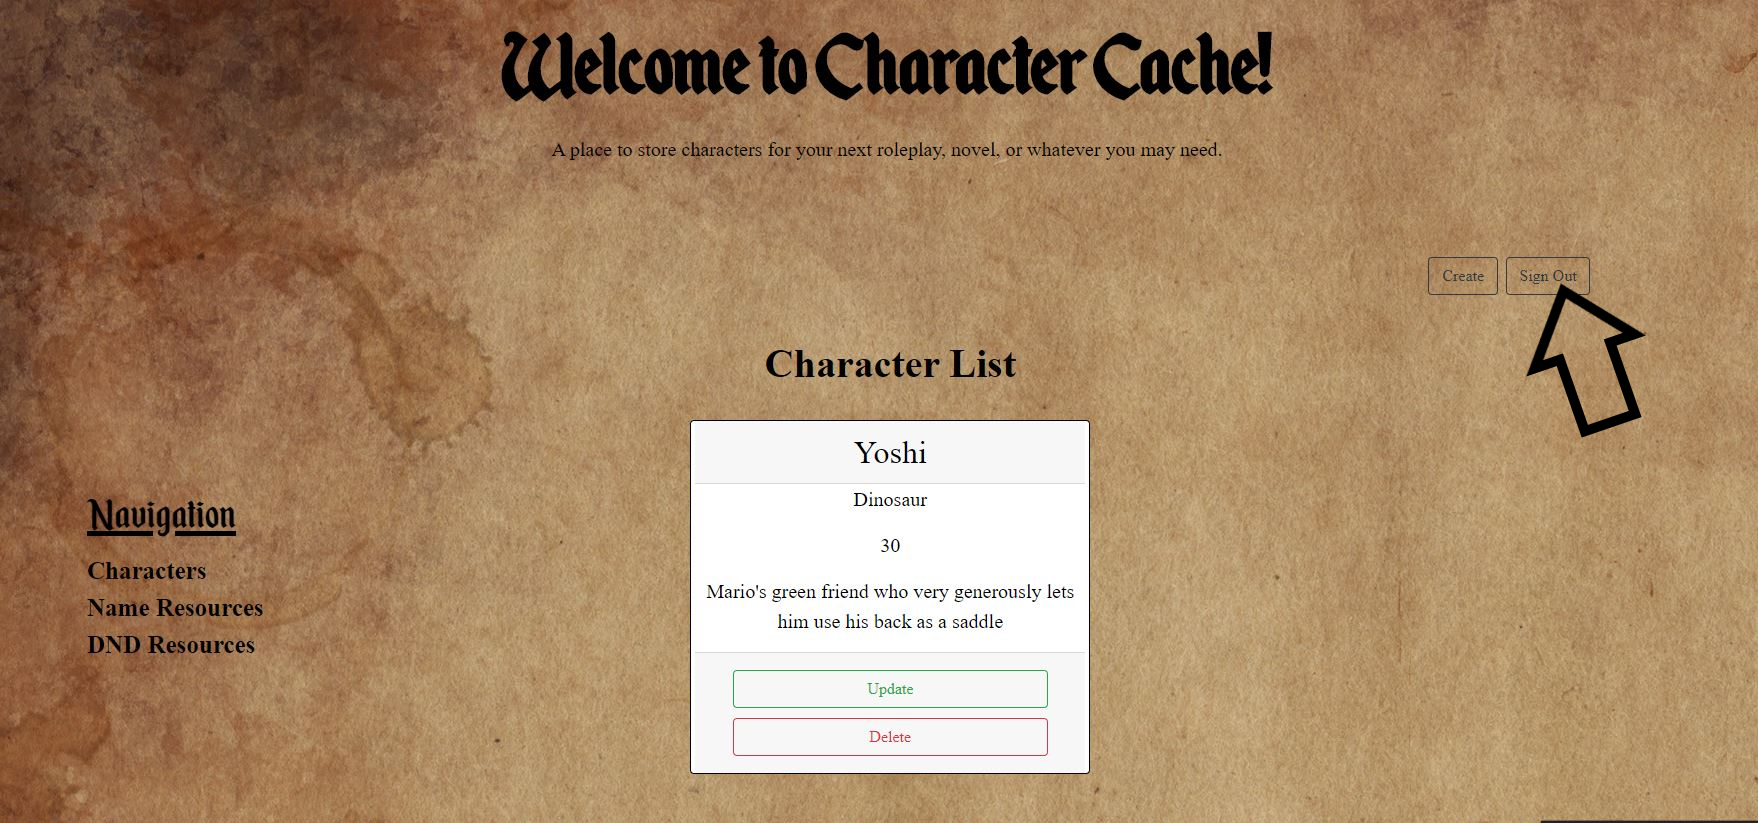 Welcome to Character Cache!
A place to store characters for your next roleplay, novel, or whatever you may need.
Create
Sign Out
Character List
Yoshi
Dinosaur
30
Mario's green friend who very generously lets
him use his back as a saddle
Update
Delete
Navigation
Characters
Name Resources
DND Resources